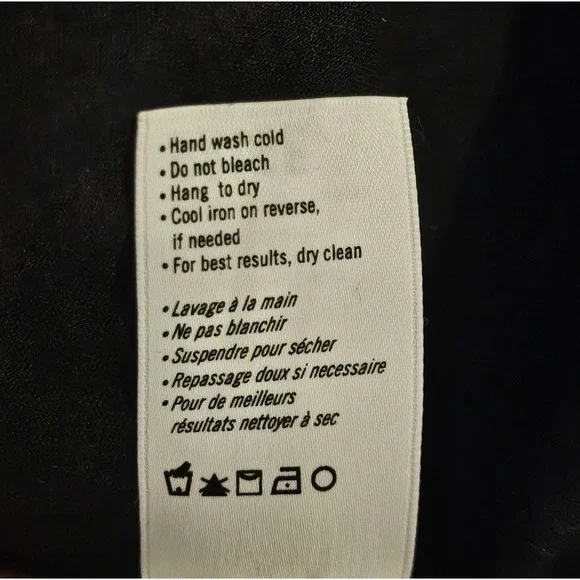 • Hand wash cold
• Do not bleach
• Hang to dry
• Cool iron on reverse,
if needed
• For best results, dry clean
• Lavage à la main
• Ne pas blanchir
• Suspendre pour sécher
• Repassage doux si necessaire
• Pour de meilleurs
résultats nettoyer à sec